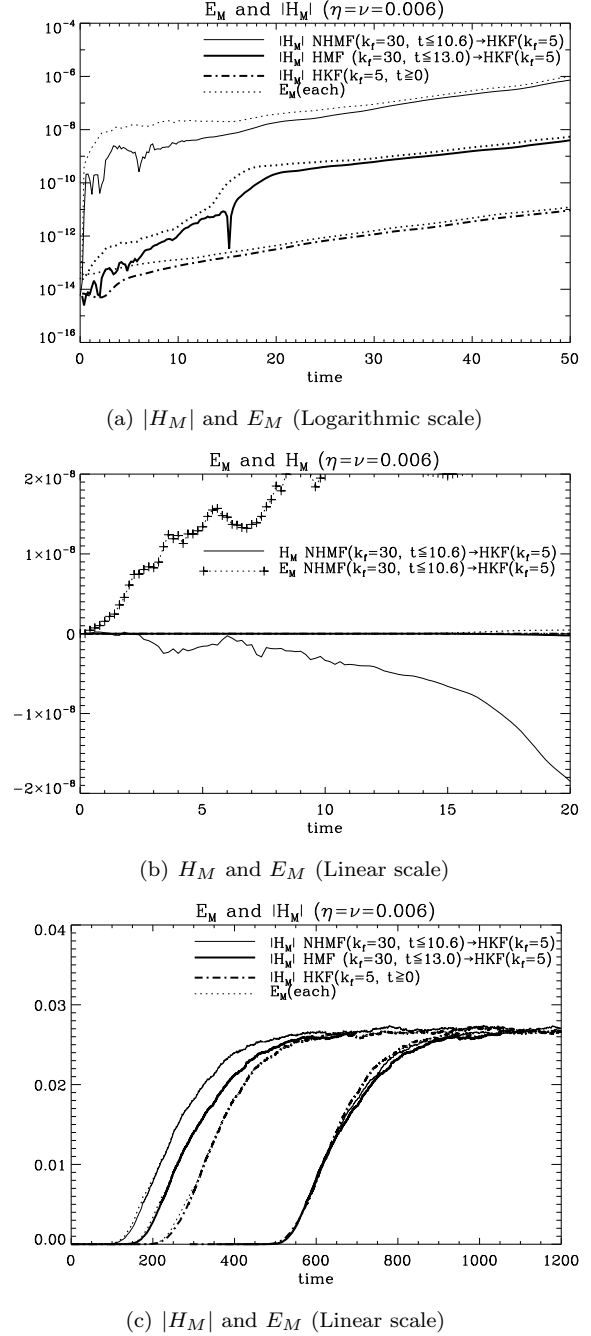 E_M and |H_M| (η=ν=0.006)
|H_M| NHMF(k_f=30, t≦10.6)→HKF(k_f=5)
|H_M| HMF (k_f=30, t≦13.0)→HKF(k_f=5)
|H_M| HKF(k_f=5, t≧0)
E_M(each)
10^-4
10^-6
10^-8
10^-10
10^-12
10^-14
10^-16
0 10 20 30 40 50
time
(a) |H_M| and E_M (Logarithmic scale)
E_M and H_M (η=ν=0.006)
2×10^-8
1×10^-8
0
−1×10^-8
−2×10^-8
H_M NHMF(k_f=30, t≦10.6)→HKF(k_f=5)
E_M NHMF(k_f=30, t≦10.6)→HKF(k_f=5)
0 5 10 15 20
time
(b) H_M and E_M (Linear scale)
E_M and |H_M| (η=ν=0.006)
|H_M| NHMF(k_f=30, t≦10.6)→HKF(k_f=5)
|H_M| HMF (k_f=30, t≦13.0)→HKF(k_f=5)
|H_M| HKF(k_f=5, t≧0)
E_M(each)
0.04
0.03
0.02
0.01
0.00
0 200 400 600 800 1000 1200
time
(c) |H_M| and E_M (Linear scale)